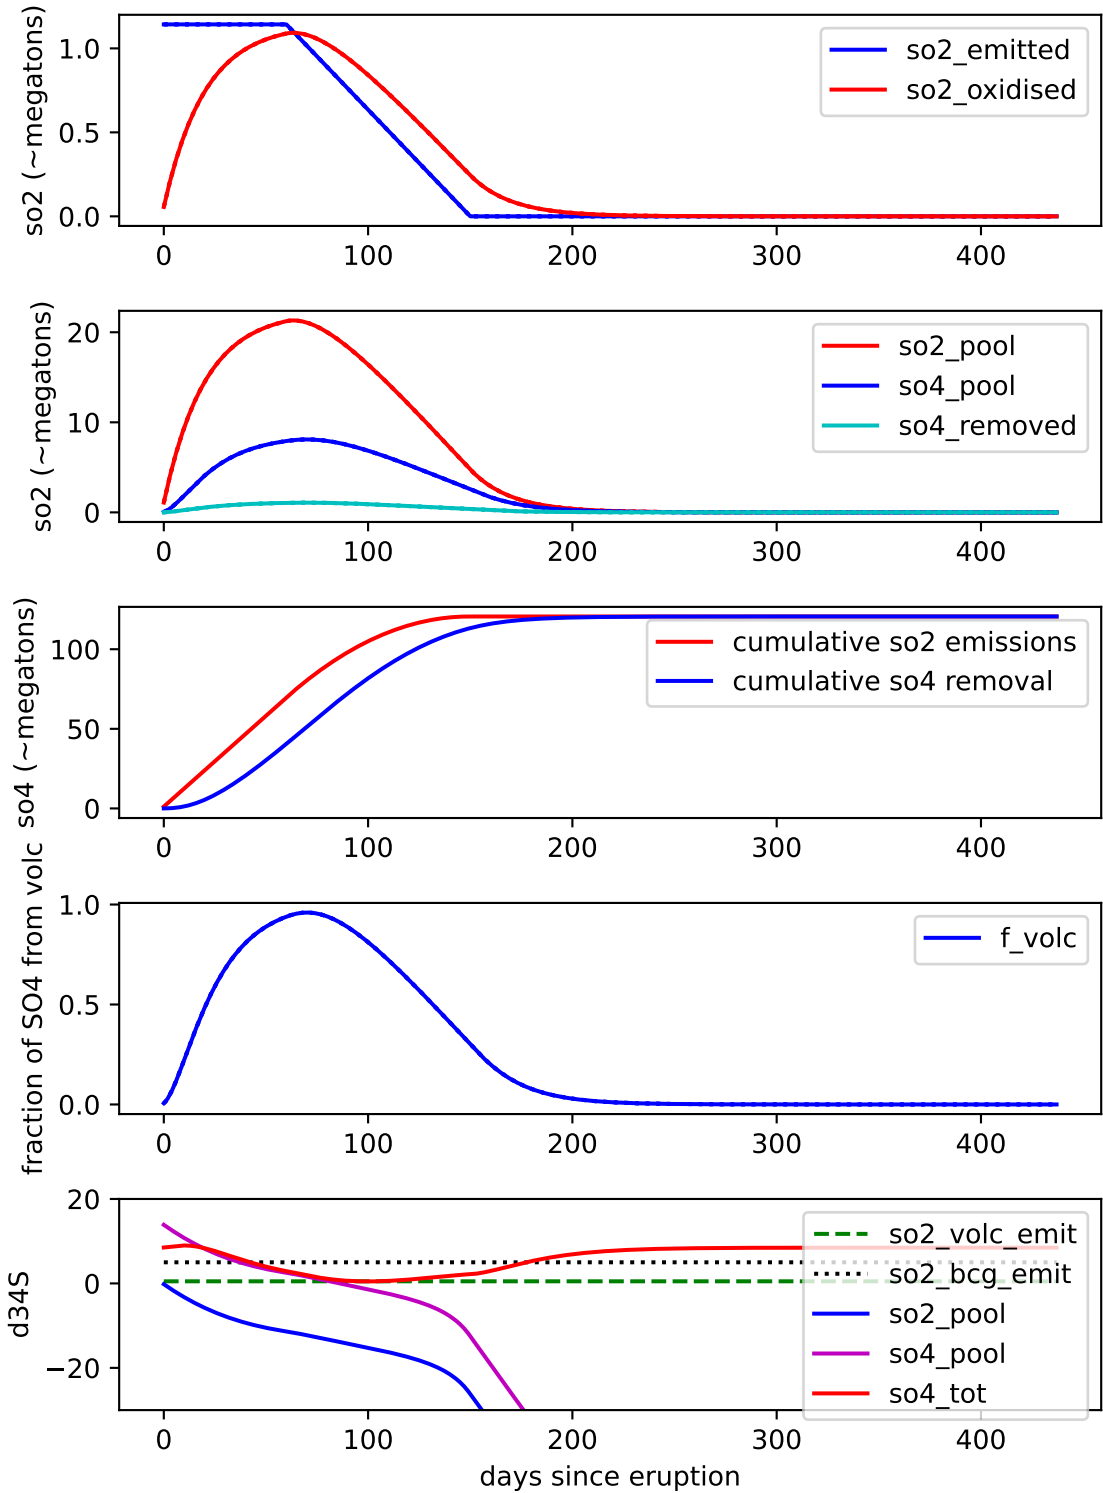 so2 (~megatons)
1.0
0.5
0.0
so2_emitted
so2_oxidised
0 100 200 300 400
so2 (~megatons)
20
10
0
so2_pool
so4_pool
so4_removed
0 100 200 300 400
so4 (~megatons)
100
50
0
cumulative so2 emissions
cumulative so4 removal
0 100 200 300 400
fraction of SO4 from volc
1.0
0.5
0.0
f_volc
0 100 200 300 400
d34S
20
0
−20
so2_volc_emit
so2_bcg_emit
so2_pool
so4_pool
so4_tot
0 100 200 300 400
days since eruption